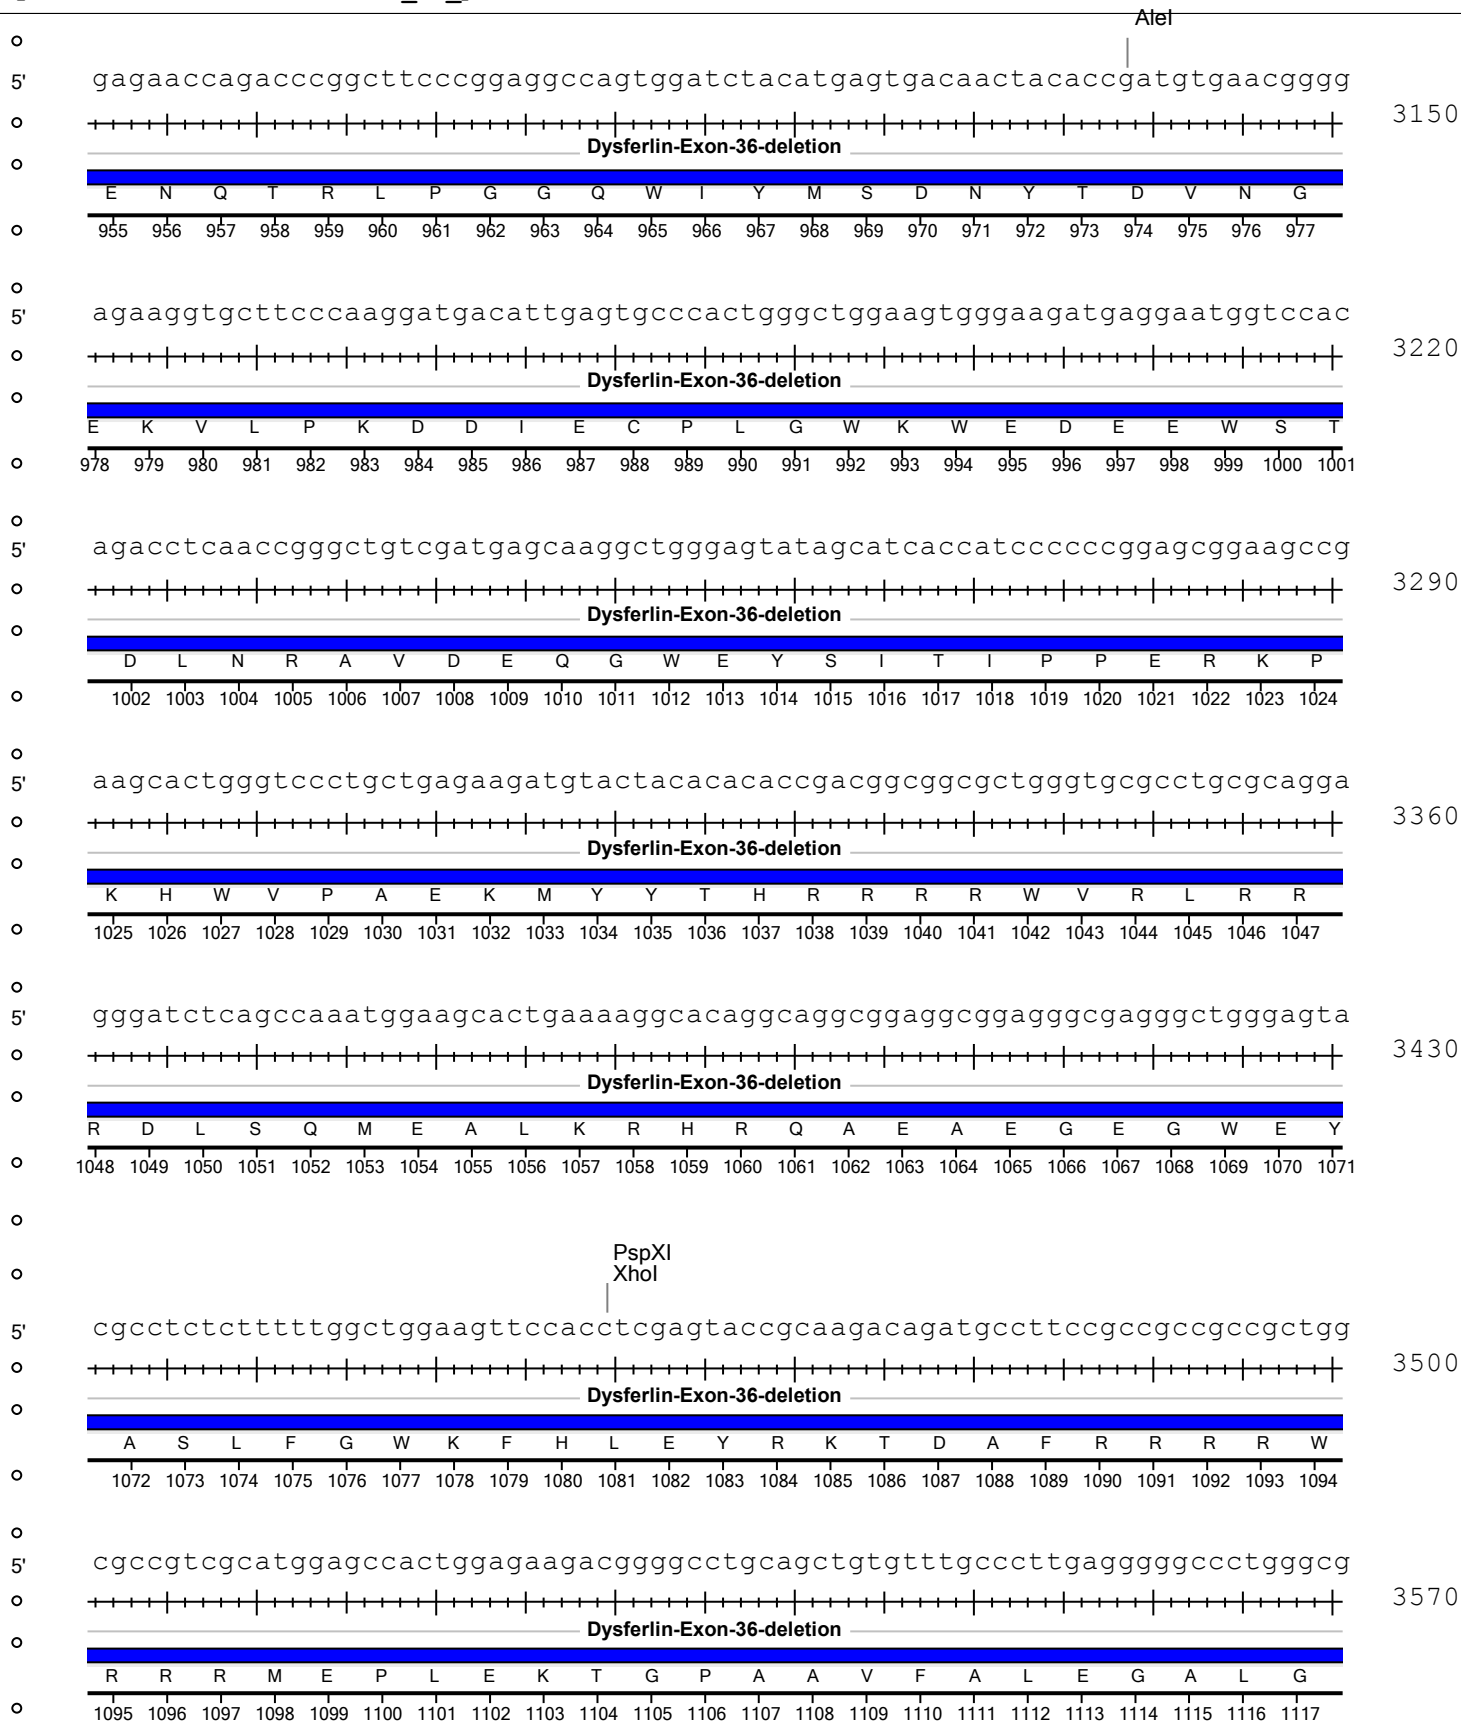 AleI
5' gagaaccagacccggcttcccggaggccagtggatctacatgagtgacaactacaccgatgtgaacgggg
3150
Dysferlin-Exon-36-deletion
E N Q T R L P G G Q W I Y M S D N Y T D V N G
955 956 957 958 959 960 961 962 963 964 965 966 967 968 969 970 971 972 973 974 975 976 977
5' agaaggtgcttcccaaggatgacattgagtgcccactgggctggaagtgggaagatgaggaatggtccac
3220
Dysferlin-Exon-36-deletion
E K V L P K D D I E C P L G W K W E D E E W S T
978 979 980 981 982 983 984 985 986 987 988 989 990 991 992 993 994 995 996 997 998 999 1000 1001
5' agacctcaaccgggctgtcgatgagcaaggctgggagtatagcatcaccatccccccggagcggaagccg
3290
Dysferlin-Exon-36-deletion
D L N R A V D E Q G W E Y S I T I P P E R K P
1002 1003 1004 1005 1006 1007 1008 1009 1010 1011 1012 1013 1014 1015 1016 1017 1018 1019 1020 1021 1022 1023 1024
5' aagcactgggtccctgctgagaagatgtactacacacaccgacggcggcgctgggtgcgcctgcgcagga
3360
Dysferlin-Exon-36-deletion
K H W V P A E K M Y Y T H R R R R W V R L R R
1025 1026 1027 1028 1029 1030 1031 1032 1033 1034 1035 1036 1037 1038 1039 1040 1041 1042 1043 1044 1045 1046 1047
5' gggatctcagccaaatggaagcactgaaaaggcacaggcaggcggaggcggagggcgagggctgggagta
3430
Dysferlin-Exon-36-deletion
R D L S Q M E A L K R H R Q A E A E G E G W E Y
1048 1049 1050 1051 1052 1053 1054 1055 1056 1057 1058 1059 1060 1061 1062 1063 1064 1065 1066 1067 1068 1069 1070 1071
PspXI
XhoI
5' cgcctctctttttggctggaagttccacctcgagtaccgcaagacagatgccttccgccgccgccgctgg
3500
Dysferlin-Exon-36-deletion
A S L F G W K F H L E Y R K T D A F R R R R W
1072 1073 1074 1075 1076 1077 1078 1079 1080 1081 1082 1083 1084 1085 1086 1087 1088 1089 1090 1091 1092 1093 1094
5' cgccgtcgcatggagccactggagaagacggggcctgcagctgtgtttgcccttgagggggccctgggcg
3570
Dysferlin-Exon-36-deletion
R R R M E P L E K T G P A A V F A L E G A L G
1095 1096 1097 1098 1099 1100 1101 1102 1103 1104 1105 1106 1107 1108 1109 1110 1111 1112 1113 1114 1115 1116 1117